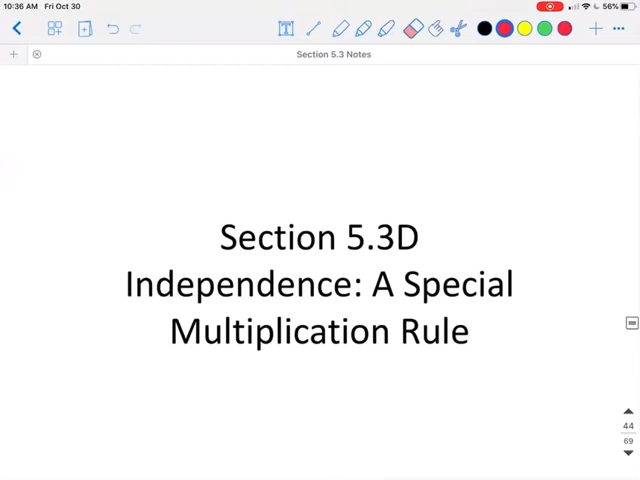 10:36 AM Fri Oct 30
56%
Section 5.3 Notes
Section 5.3D
Independence: A Special
Multiplication Rule
44
69